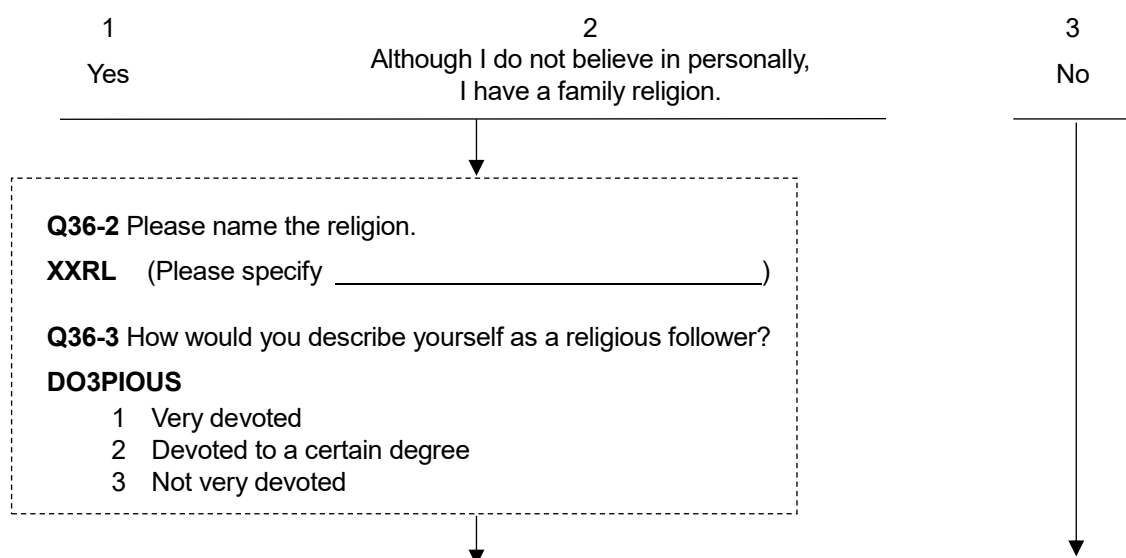 1 2 3
Yes Although I do not believe in personally, No
I have a family religion.
Q36-2 Please name the religion.
XXRL (Please specify ______________________________)
Q36-3 How would you describe yourself as a religious follower?
DO3PIOUS
1 Very devoted
2 Devoted to a certain degree
3 Not very devoted